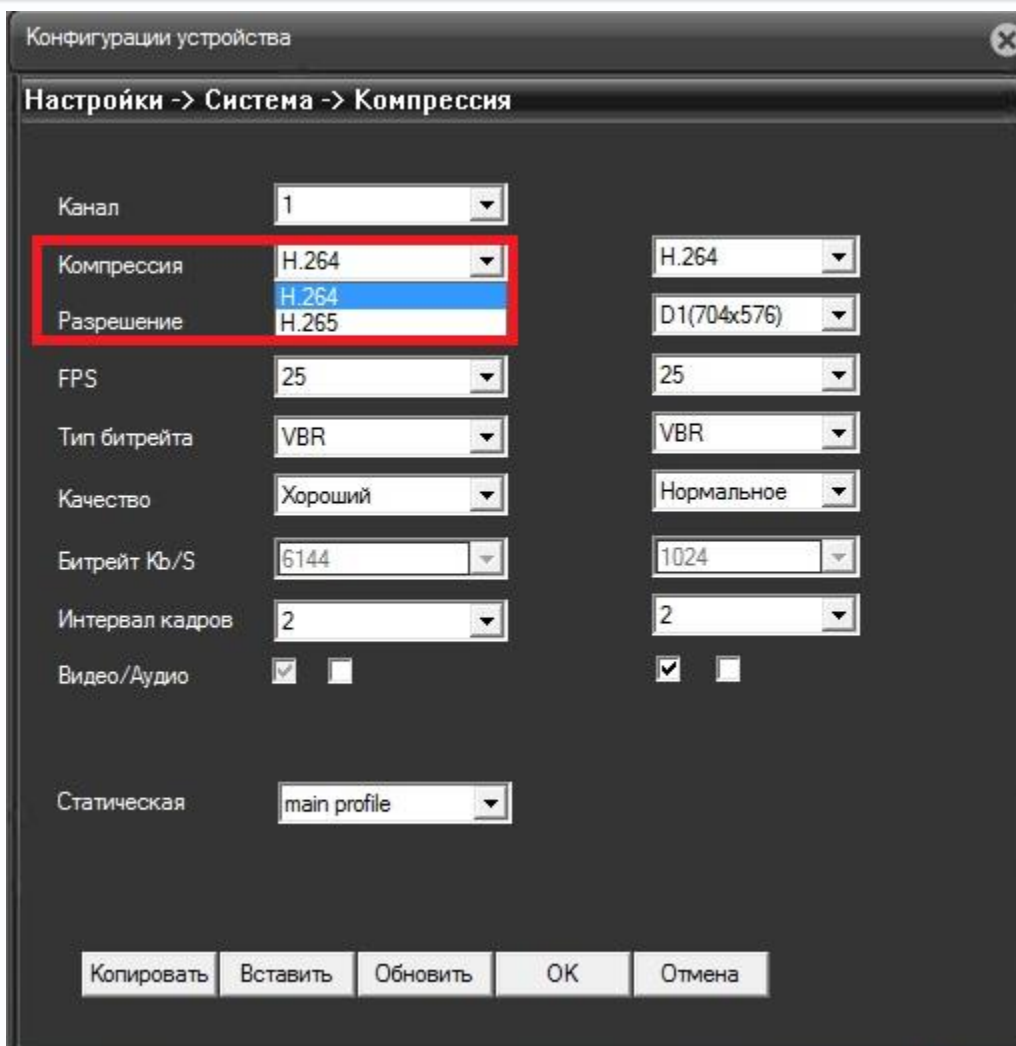 Конфигурации устройства
Настройки -> Система -> Компрессия
Канал 1
Компрессия H.264 H.264
H.264
Разрешение H.265 D1(704x576)
FPS 25 25
Тип битрейта VBR VBR
Качество Хороший Нормальное
Битрейт Kb/S 6144 1024
Интервал кадров 2 2
Видео/Аудио
Статическая main profile
Копировать Вставить Обновить OK Отмена